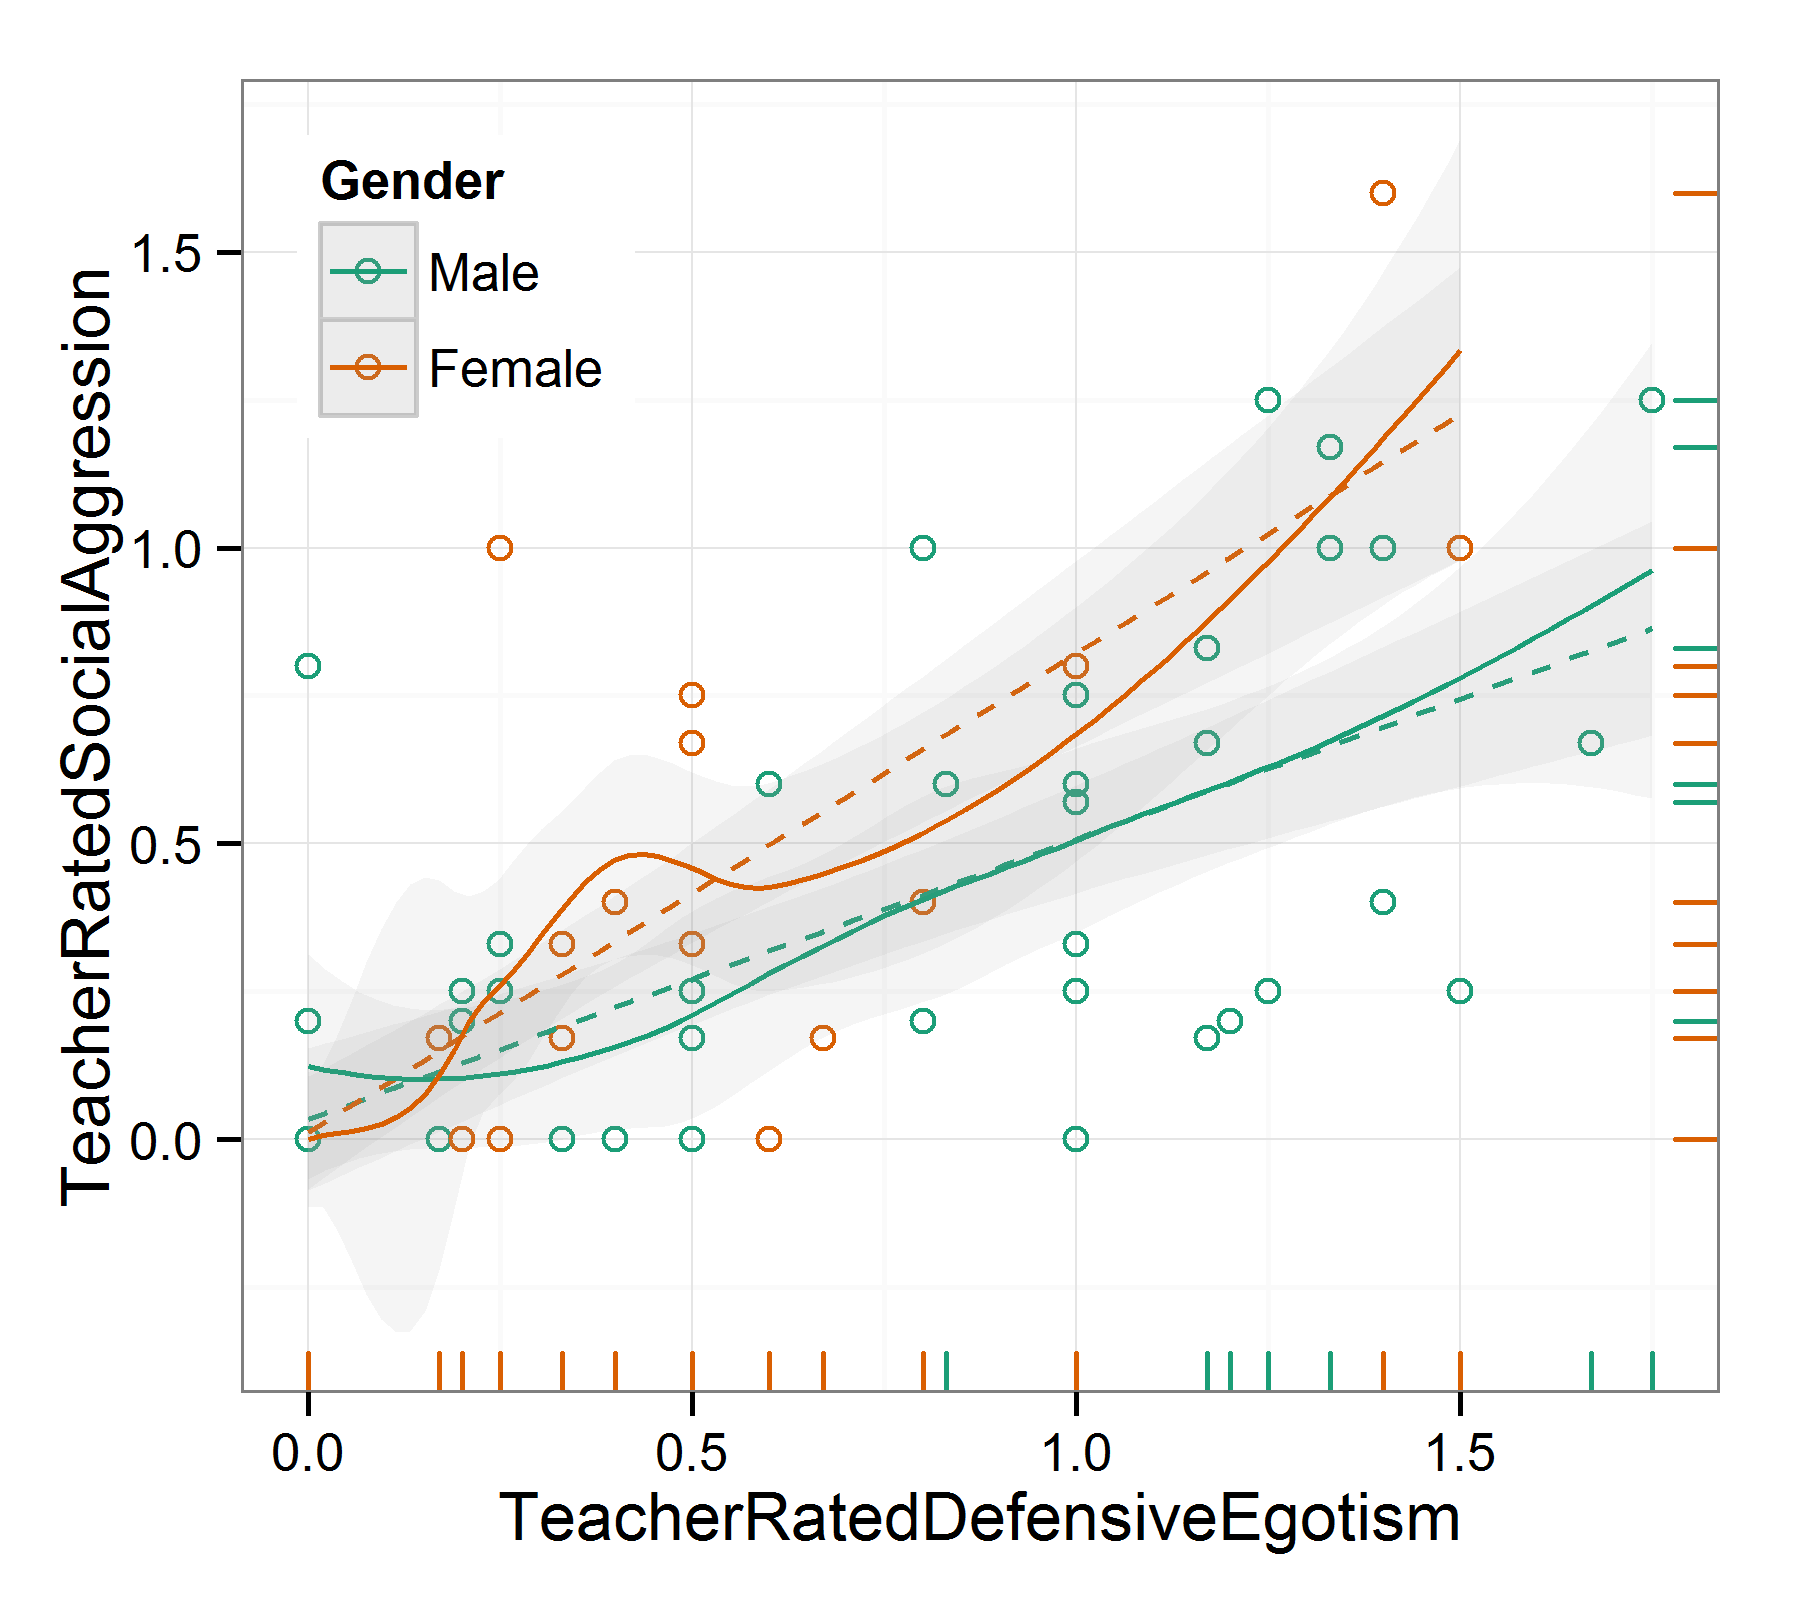 Gender
Male
Female
TeacherRatedSocialAggression
1.5
1.0
0.5
0.0
0.0 0.5 1.0 1.5
TeacherRatedDefensiveEgotism